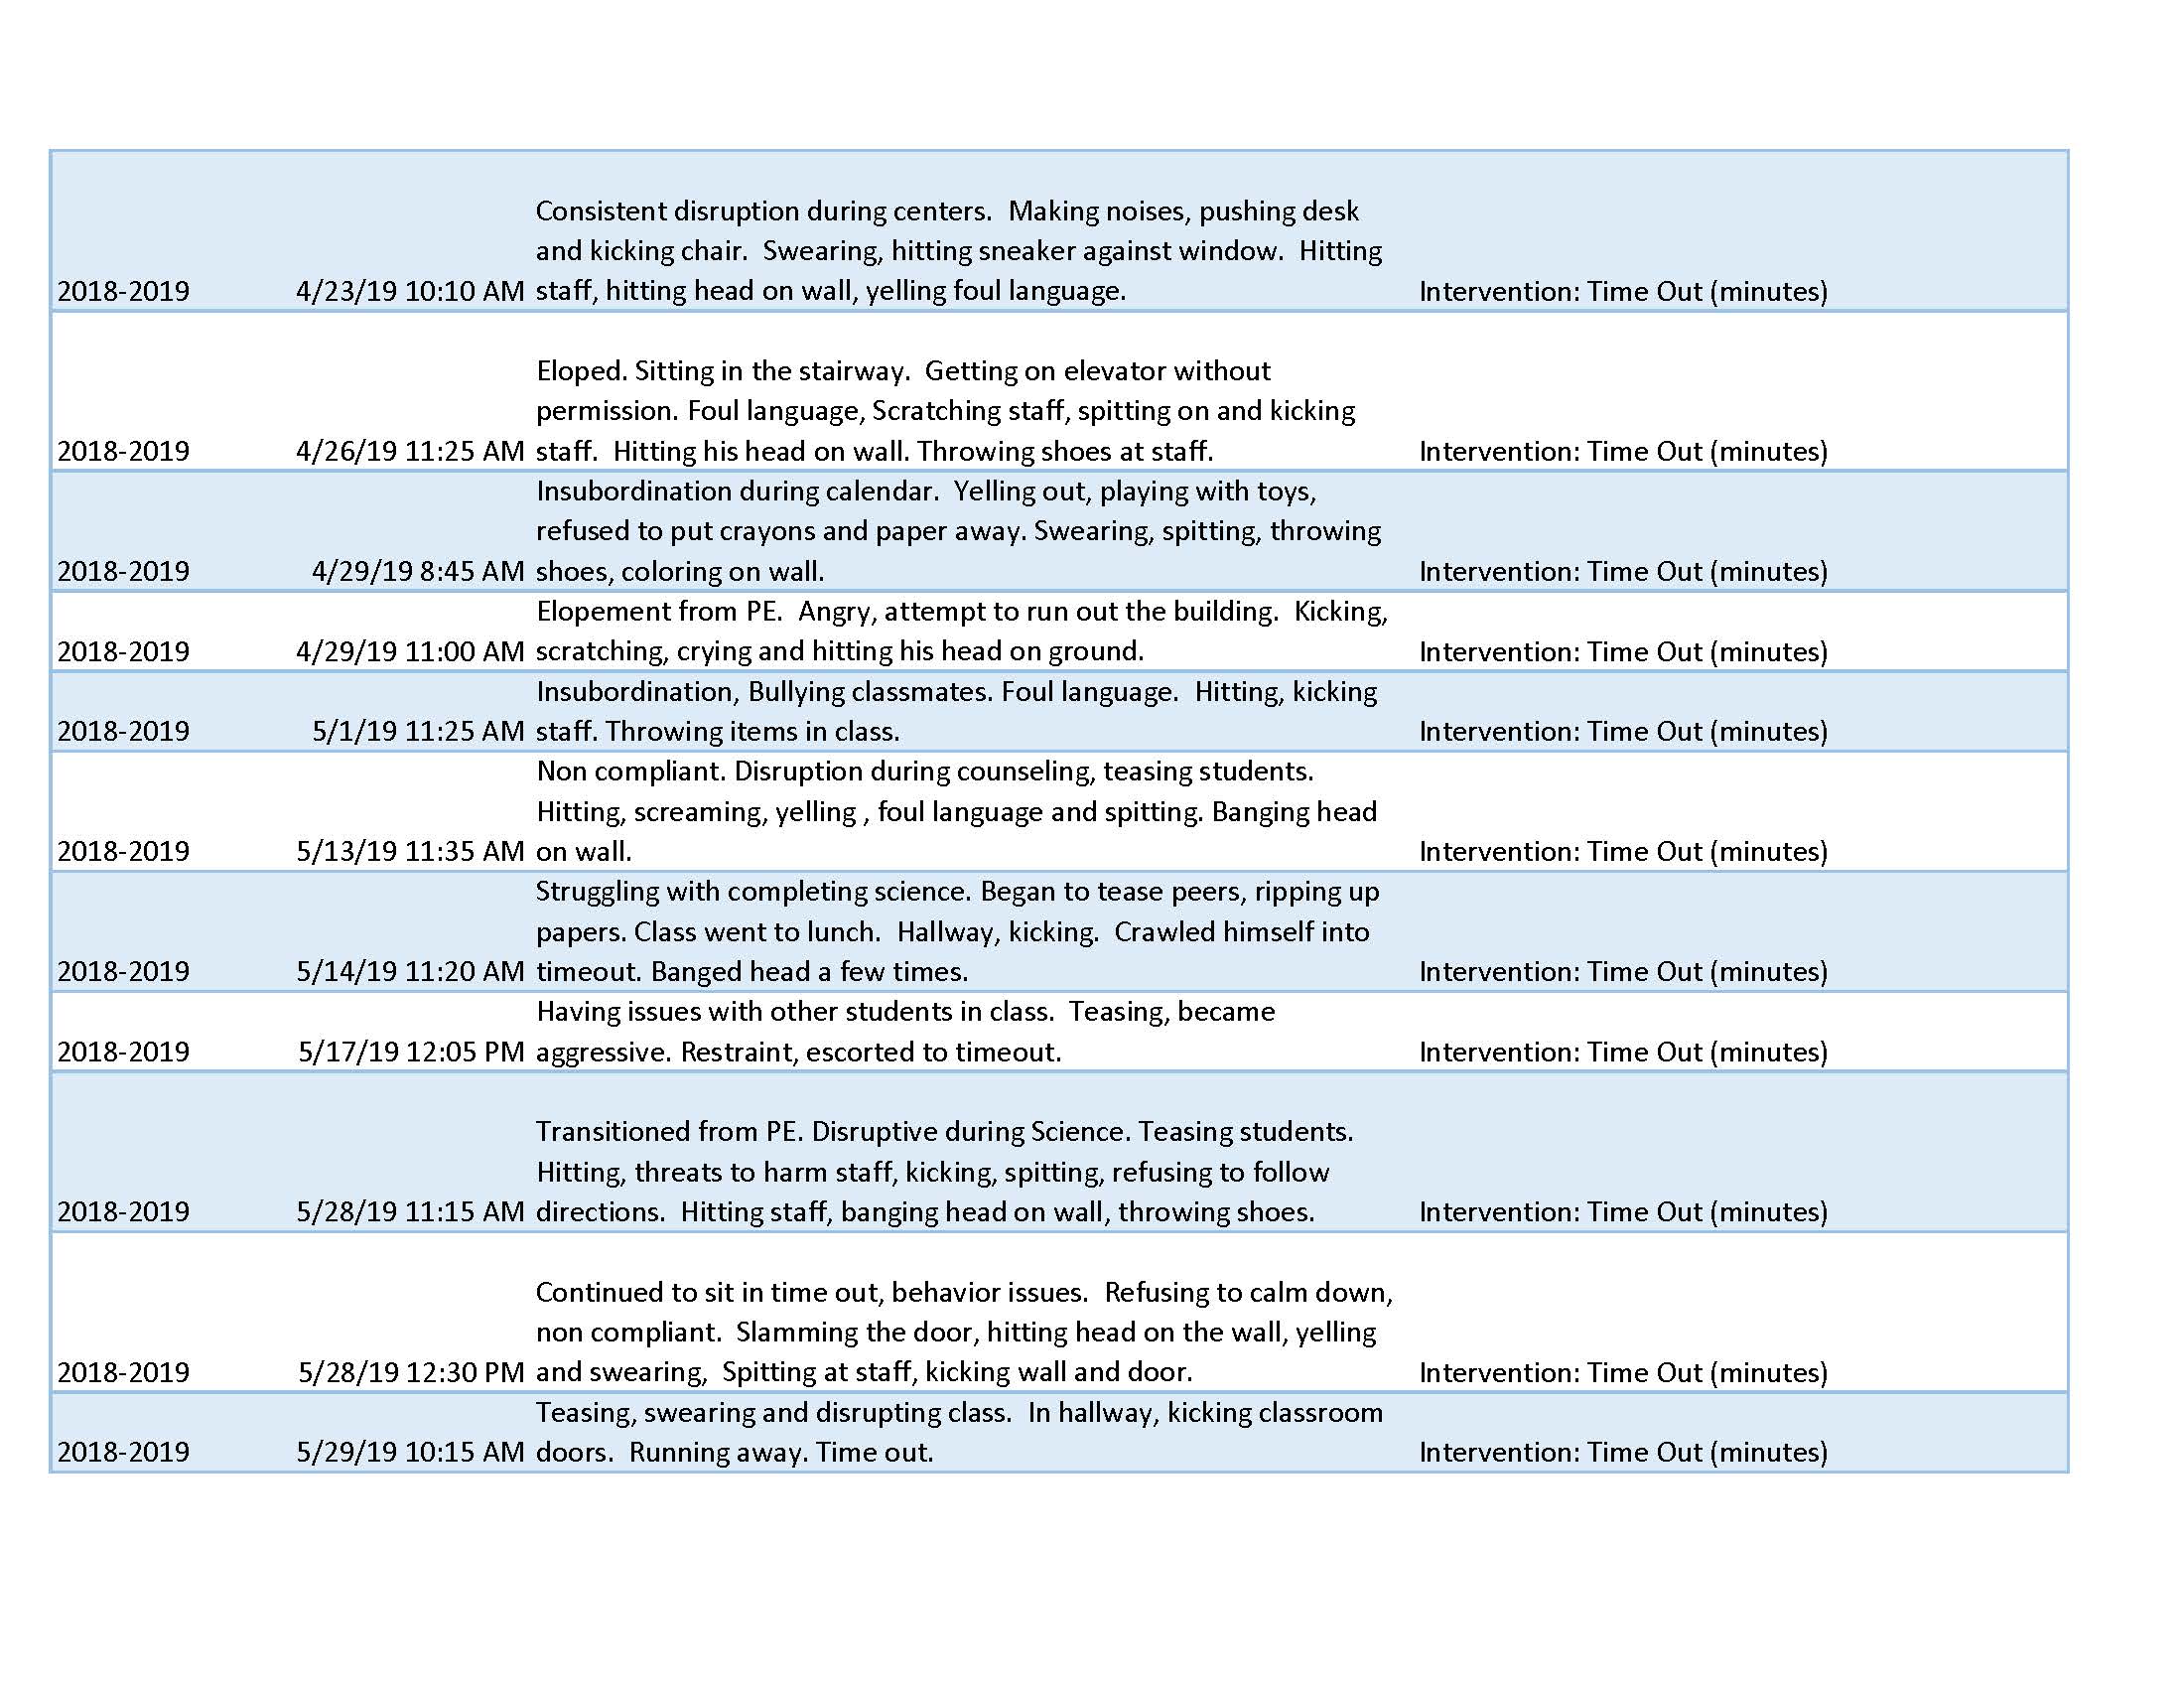 Consistent disruption during centers.  Making noises, pushing desk
and kicking chair.  Swearing, hitting sneaker against window.  Hitting
2018-2019 4/23/19 10:10 AM staff, hitting head on wall, yelling foul language. Intervention: Time Out (minutes)
Eloped. Sitting in the stairway.  Getting on elevator without
permission. Foul language, Scratching staff, spitting on and kicking
2018-2019 4/26/19 11:25 AM staff.  Hitting his head on wall. Throwing shoes at staff. Intervention: Time Out (minutes)
Insubordination during calendar.  Yelling out, playing with toys,
refused to put crayons and paper away. Swearing, spitting, throwing
2018-2019 4/29/19 8:45 AM shoes, coloring on wall. Intervention: Time Out (minutes)
Elopement from PE.  Angry, attempt to run out the building.  Kicking,
2018-2019 4/29/19 11:00 AM scratching, crying and hitting his head on ground. Intervention: Time Out (minutes)
Insubordination, Bullying classmates. Foul language.  Hitting, kicking
2018-2019 5/1/19 11:25 AM staff. Throwing items in class. Intervention: Time Out (minutes)
Non compliant. Disruption during counseling, teasing students.
Hitting, screaming, yelling , foul language and spitting. Banging head
2018-2019 5/13/19 11:35 AM on wall. Intervention: Time Out (minutes)
Struggling with completing science. Began to tease peers, ripping up
papers. Class went to lunch.  Hallway, kicking.  Crawled himself into
2018-2019 5/14/19 11:20 AM timeout. Banged head a few times. Intervention: Time Out (minutes)
Having issues with other students in class.  Teasing, became
2018-2019 5/17/19 12:05 PM aggressive. Restraint, escorted to timeout. Intervention: Time Out (minutes)
Transitioned from PE. Disruptive during Science. Teasing students.
Hitting, threats to harm staff, kicking, spitting, refusing to follow
2018-2019 5/28/19 11:15 AM directions.  Hitting staff, banging head on wall, throwing shoes. Intervention: Time Out (minutes)
Continued to sit in time out, behavior issues.  Refusing to calm down,
non compliant.  Slamming the door, hitting head on the wall, yelling
2018-2019 5/28/19 12:30 PM and swearing,  Spitting at staff, kicking wall and door. Intervention: Time Out (minutes)
Teasing, swearing and disrupting class.  In hallway, kicking classroom
2018-2019 5/29/19 10:15 AM doors.  Running away. Time out. Intervention: Time Out (minutes)